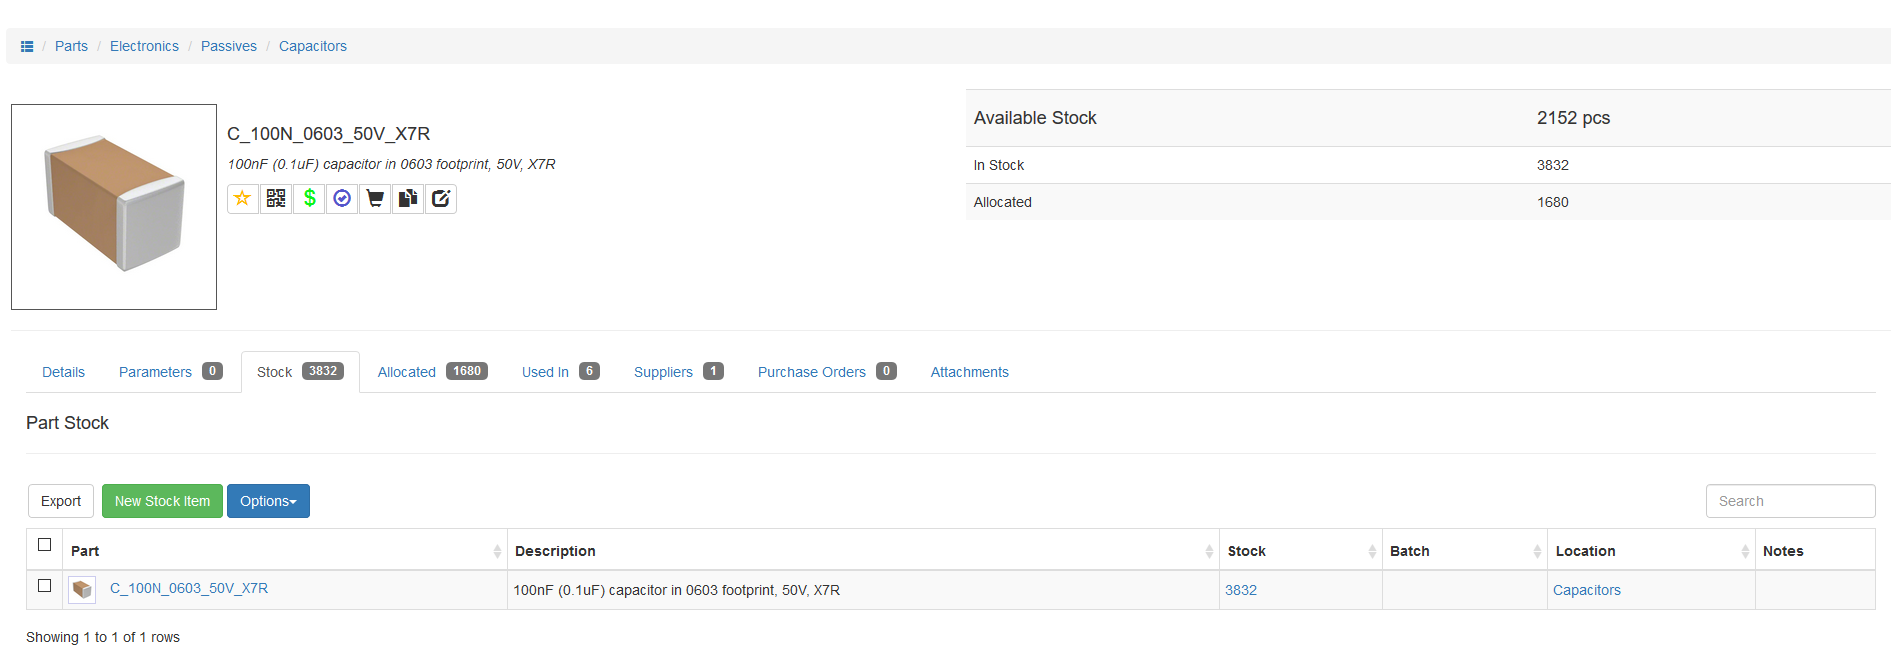 / Parts / Electronics / Passives / Capacitors
C_100N_0603_50V_X7R
100nF (0.1uF) capacitor in 0603 footprint, 50V, X7R
$
Available Stock 2152 pcs
In Stock 3832
Allocated 1680
Details Parameters 0 Stock 3832 Allocated 1680 Used In 6 Suppliers 1 Purchase Orders 0 Attachments
Part Stock
Export New Stock Item Options Search
Part Description Stock Batch Location Notes
C_100N_0603_50V_X7R 100nF (0.1uF) capacitor in 0603 footprint, 50V, X7R 3832 Capacitors
Showing 1 to 1 of 1 rows